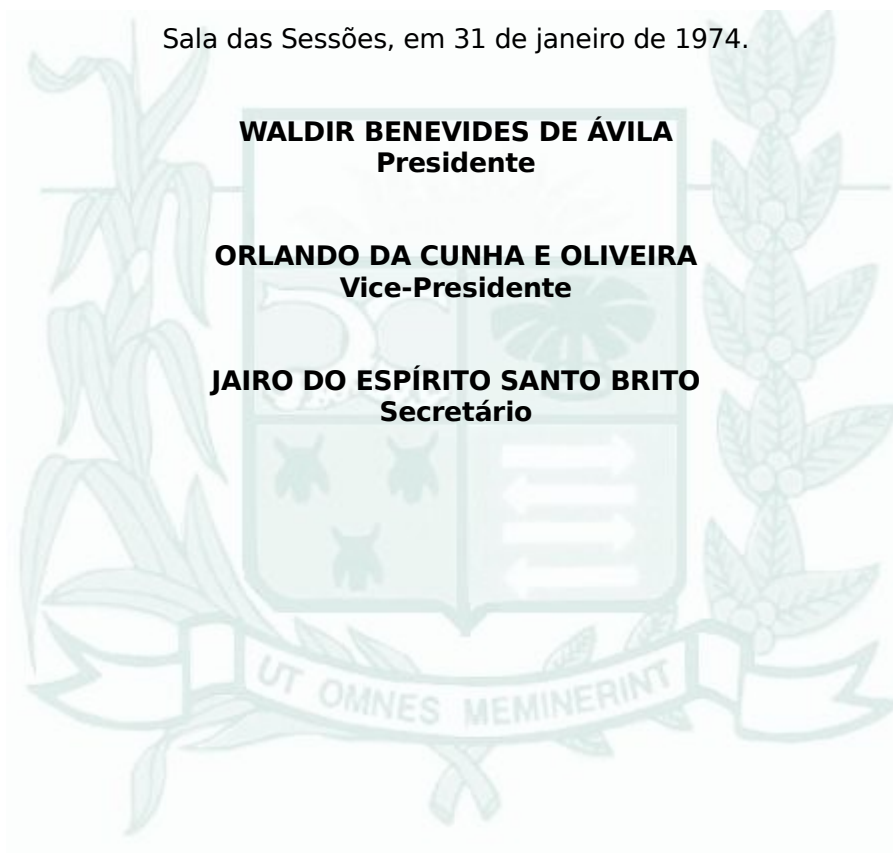 Sala das Sessões, em 31 de janeiro de 1974.
WALDIR BENEVIDES DE ÁVILA
Presidente
ORLANDO DA CUNHA E OLIVEIRA
Vice-Presidente
JAIRO DO ESPÍRITO SANTO BRITO
Secretário
UT OMNES MEMINERINT